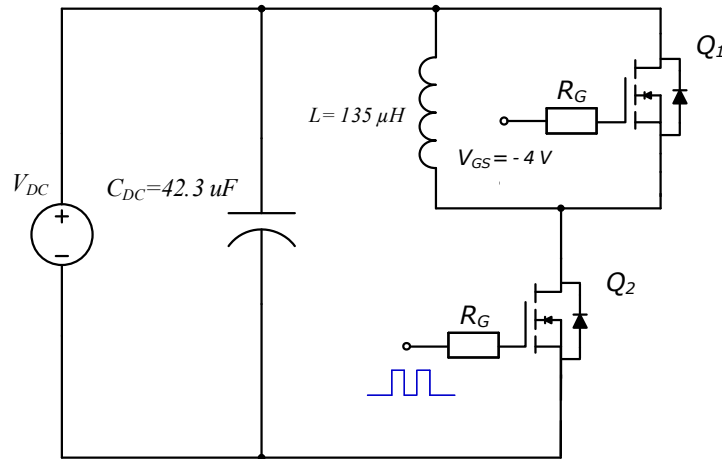 Q1
RG
L= 135 µH
VGS = - 4 V
VDC
CDC=42.3 uF
+
−
Q2
RG